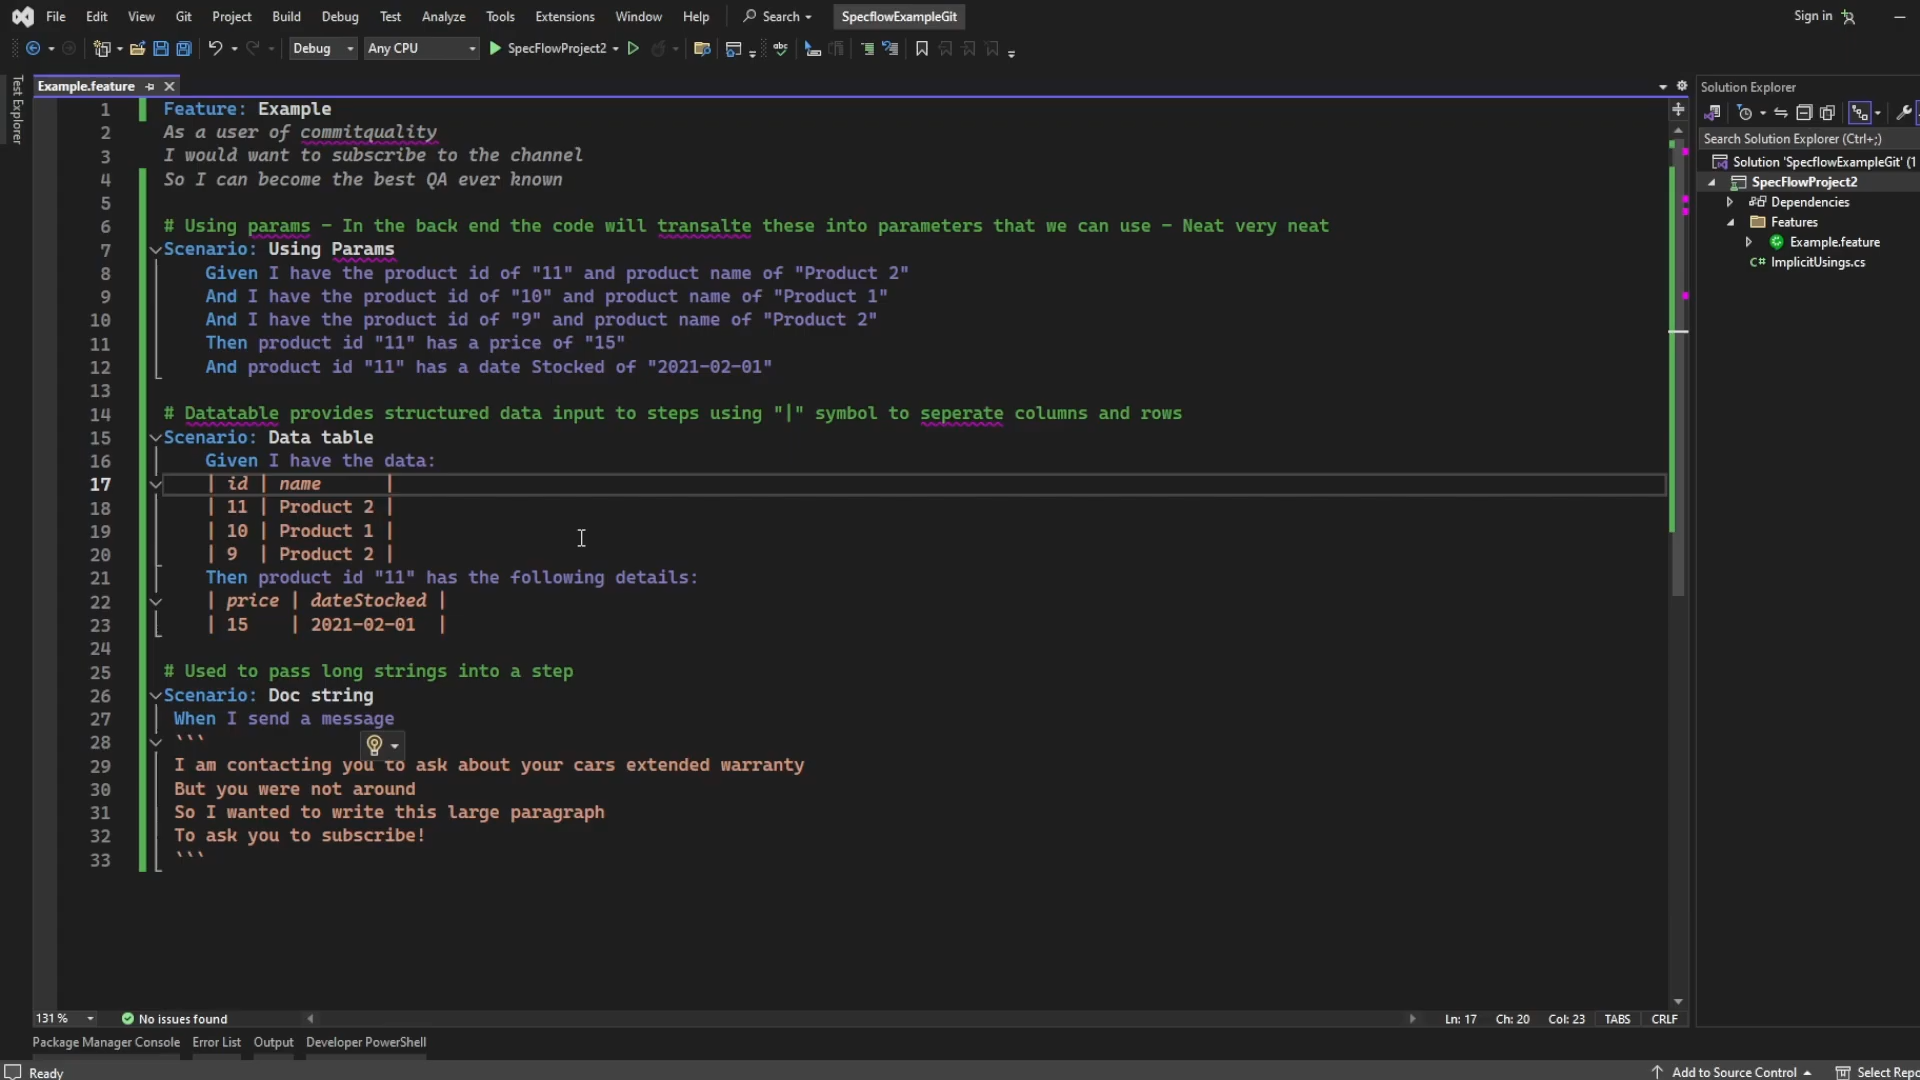 File Edit View Git Project Build Debug Test Analyze Tools Extensions Window Help Search SpecflowExampleGit Sign in
Debug Any CPU SpecFlowProject2
Test Explorer
Example.feature
1 Feature: Example
2 As a user of commitquality
3 I would want to subscribe to the channel
4 So I can become the best QA ever known
5
6 # Using params - In the back end the code will transalte these into parameters that we can use - Neat very neat
7 Scenario: Using Params
8 Given I have the product id of "11" and product name of "Product 2"
9 And I have the product id of "10" and product name of "Product 1"
10 And I have the product id of "9" and product name of "Product 2"
11 Then product id "11" has a price of "15"
12 And product id "11" has a date Stocked of "2021-02-01"
13
14 # Datatable provides structured data input to steps using "|" symbol to seperate columns and rows
15 Scenario: Data table
16 Given I have the data:
17 | id | name |
18 | 11 | Product 2 |
19 | 10 | Product 1 |
20 | 9 | Product 2 |
21 Then product id "11" has the following details:
22 | price | dateStocked |
23 | 15 | 2021-02-01 |
24
25 # Used to pass long strings into a step
26 Scenario: Doc string
27 When I send a message
28 ```
29 I am contacting you to ask about your cars extended warranty
30 But you were not around
31 So I wanted to write this large paragraph
32 To ask you to subscribe!
33 ```
Solution Explorer
Search Solution Explorer (Ctrl+;)
Solution 'SpecflowExampleGit' (1
SpecFlowProject2
Dependencies
Features
Example.feature
C# ImplicitUsings.cs
131 % No issues found Ln: 17 Ch: 20 Col: 23 TABS CRLF
Package Manager Console Error List Output Developer PowerShell
Ready Add to Source Control Select Repo